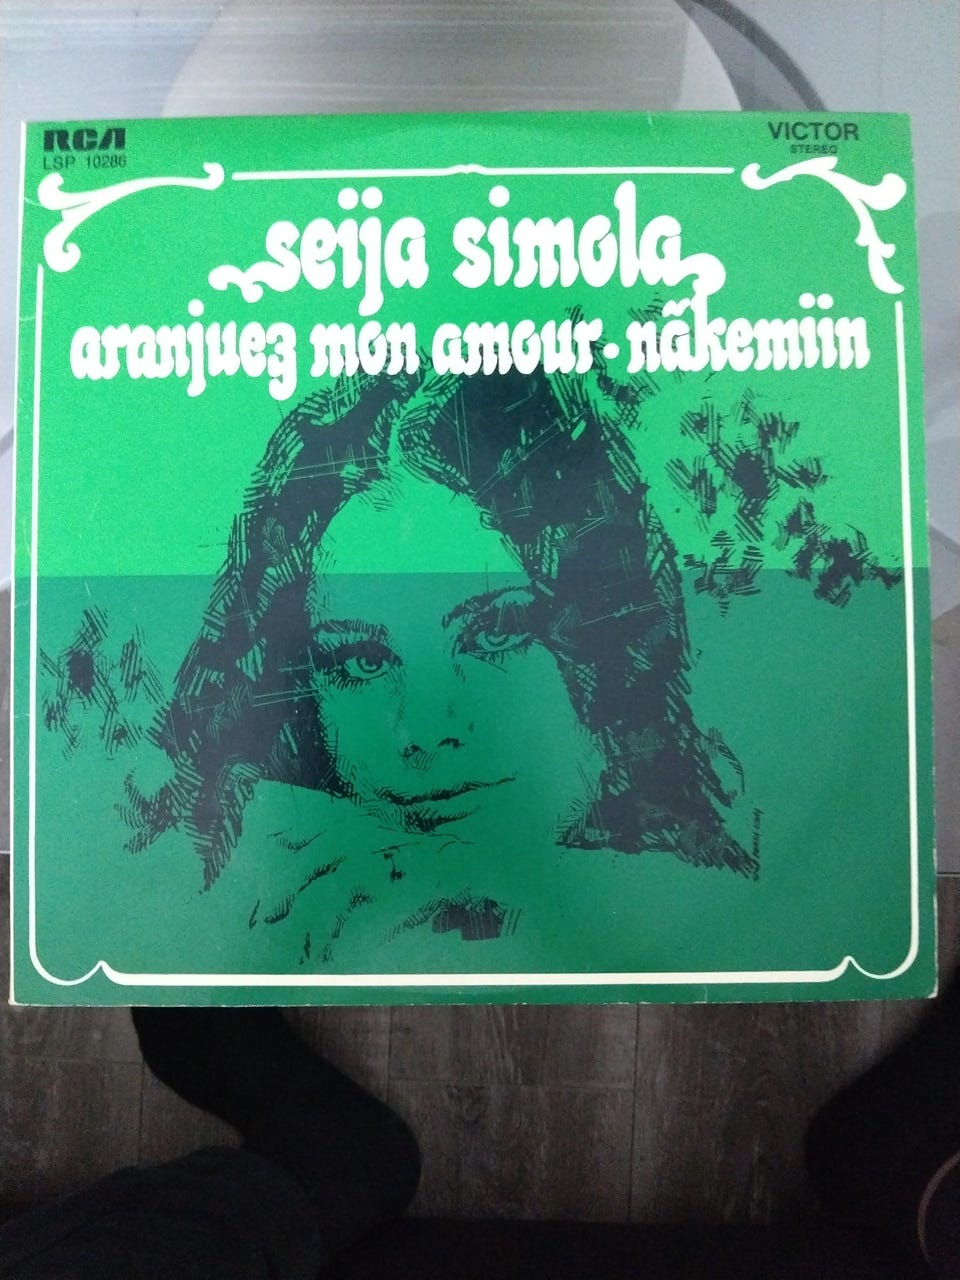 RCA
LSP 10286
VICTOR
STEREO
seija simola
aranjuez mon amour • näkemiin